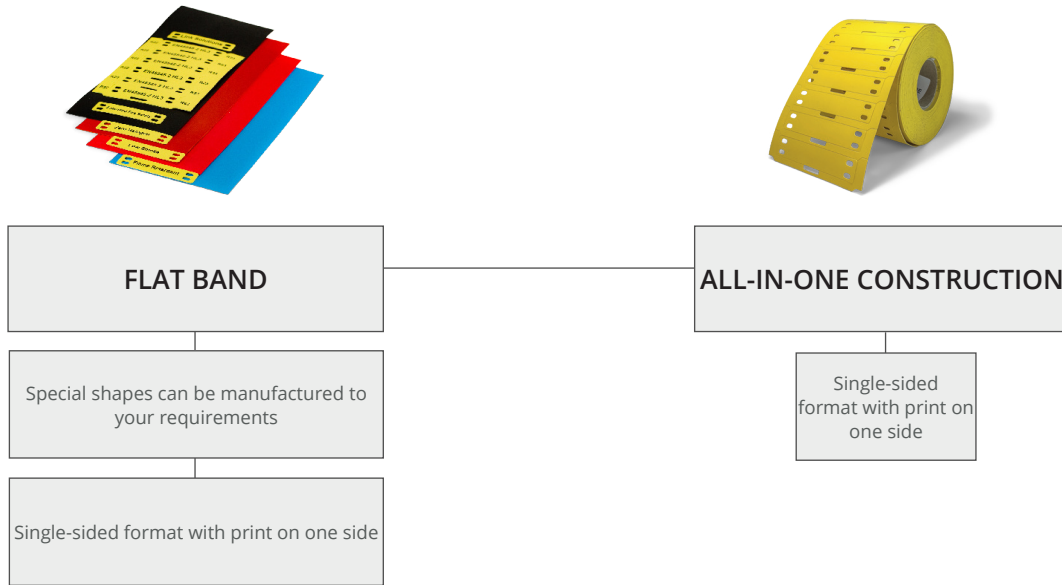 FLAT BAND
ALL-IN-ONE CONSTRUCTION
Special shapes can be manufactured to
your requirements
Single-sided
format with print on
one side
Single-sided format with print on one side